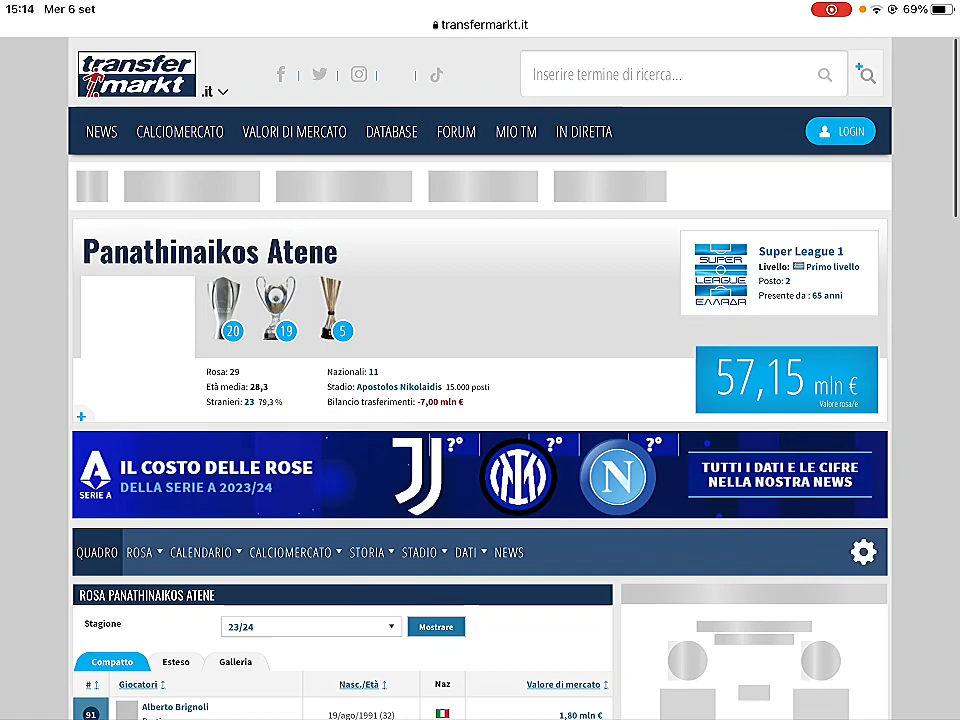 15:14 Mer 6 set
69%
transfermarkt.it
transfer
markt
.it
Inserire termine di ricerca...
NEWS CALCIOMERCATO VALORI DI MERCATO DATABASE FORUM MIO TM IN DIRETTA LOGIN
Panathinaikos Atene
20 19 5
SUPER
LEAGUE
ΕΛΛΑΔΑ
Super League 1
Livello: Primo livello
Posto: 2
Presente da : 65 anni
Rosa: 29
Età media: 28,3
Stranieri: 23 79,3 %
Nazionali: 11
Stadio: Apostolos Nikolaidis 15.000 posti
Bilancio trasferimenti: -7,00 mln €
57,15 mln €
Valore rosa/e
SERIE A
IL COSTO DELLE ROSE
DELLA SERIE A 2023/24
?° ?° ?°
N
TUTTI I DATI E LE CIFRE
NELLA NOSTRA NEWS
QUADRO ROSA CALENDARIO CALCIOMERCATO STORIA STADIO DATI NEWS
ROSA PANATHINAIKOS ATENE
Stagione 23/24 Mostrare
Compatto Esteso Galleria
# Giocatori Nasc./Età Naz Valore di mercato
91 Alberto Brignoli 19/ago/1991 (32) 1,80 mln €